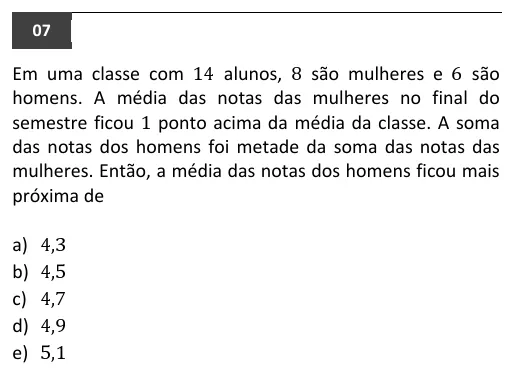 07
Em uma classe com 14 alunos, 8 são mulheres e 6 são
homens. A média das notas das mulheres no final do
semestre ficou 1 ponto acima da média da classe. A soma
das notas dos homens foi metade da soma das notas das
mulheres. Então, a média das notas dos homens ficou mais
próxima de
a) 4,3
b) 4,5
c) 4,7
d) 4,9
e) 5,1